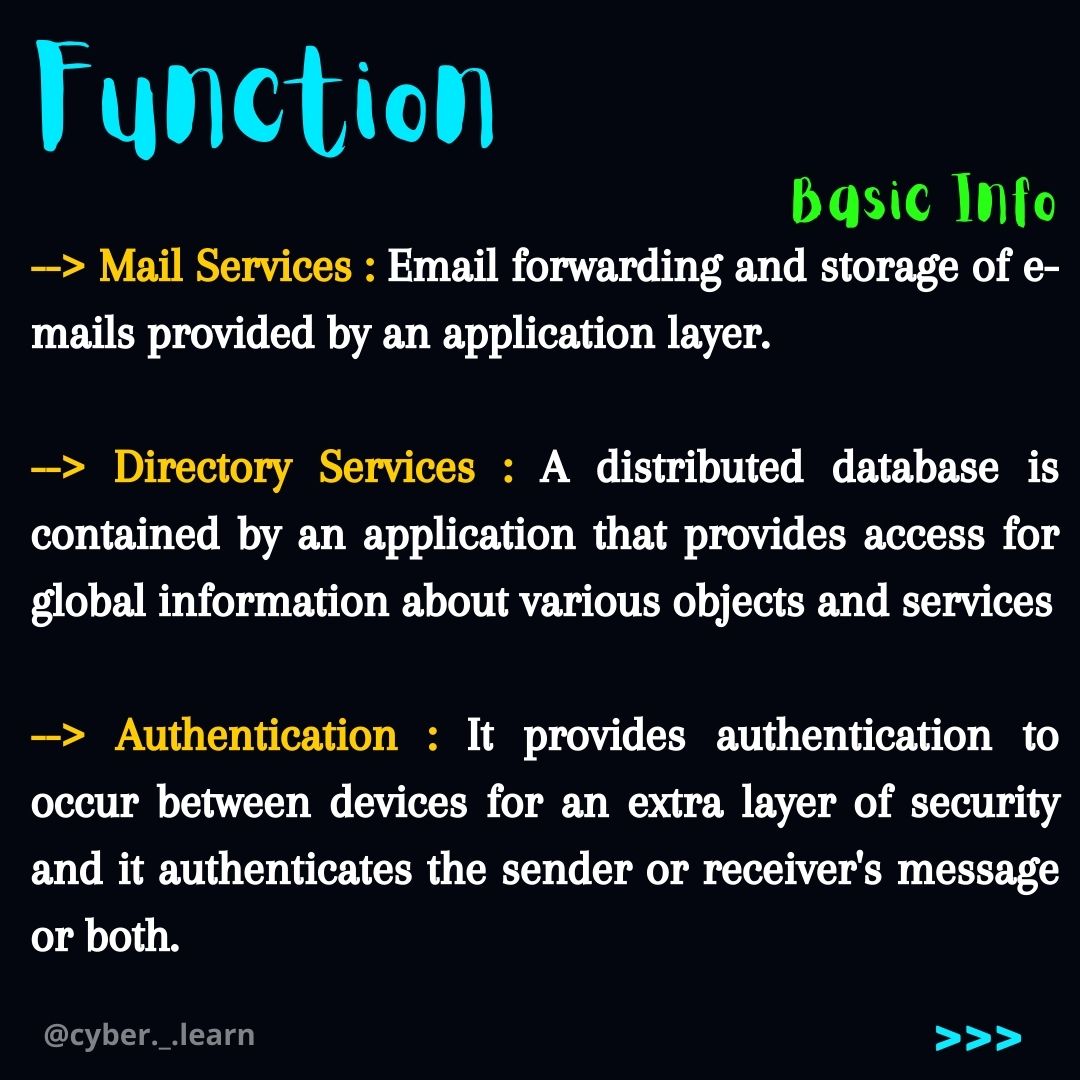 Function
Basic Info
--> Mail Services : Email forwarding and storage of e-
mails provided by an application layer.
--> Directory Services : A distributed database is
contained by an application that provides access for
global information about various objects and services
--> Authentication : It provides authentication to
occur between devices for an extra layer of security
and it authenticates the sender or receiver's message
or both.
@cyber._.learn
>>>